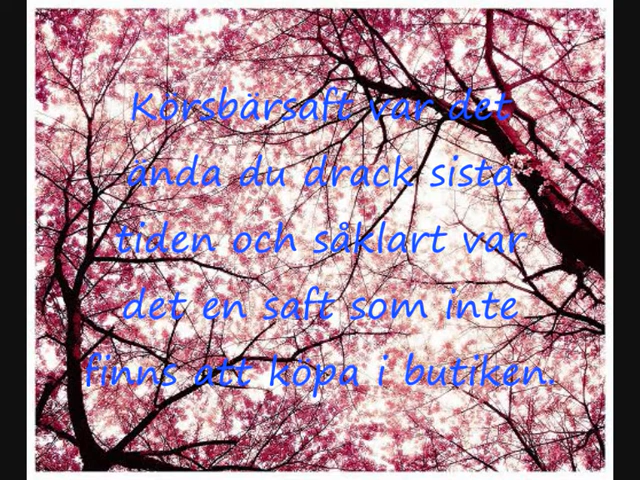 Körsbärsaft var det
ända du drack sista
tiden och såklart var
det en saft som inte
finns att köpa i butiken.